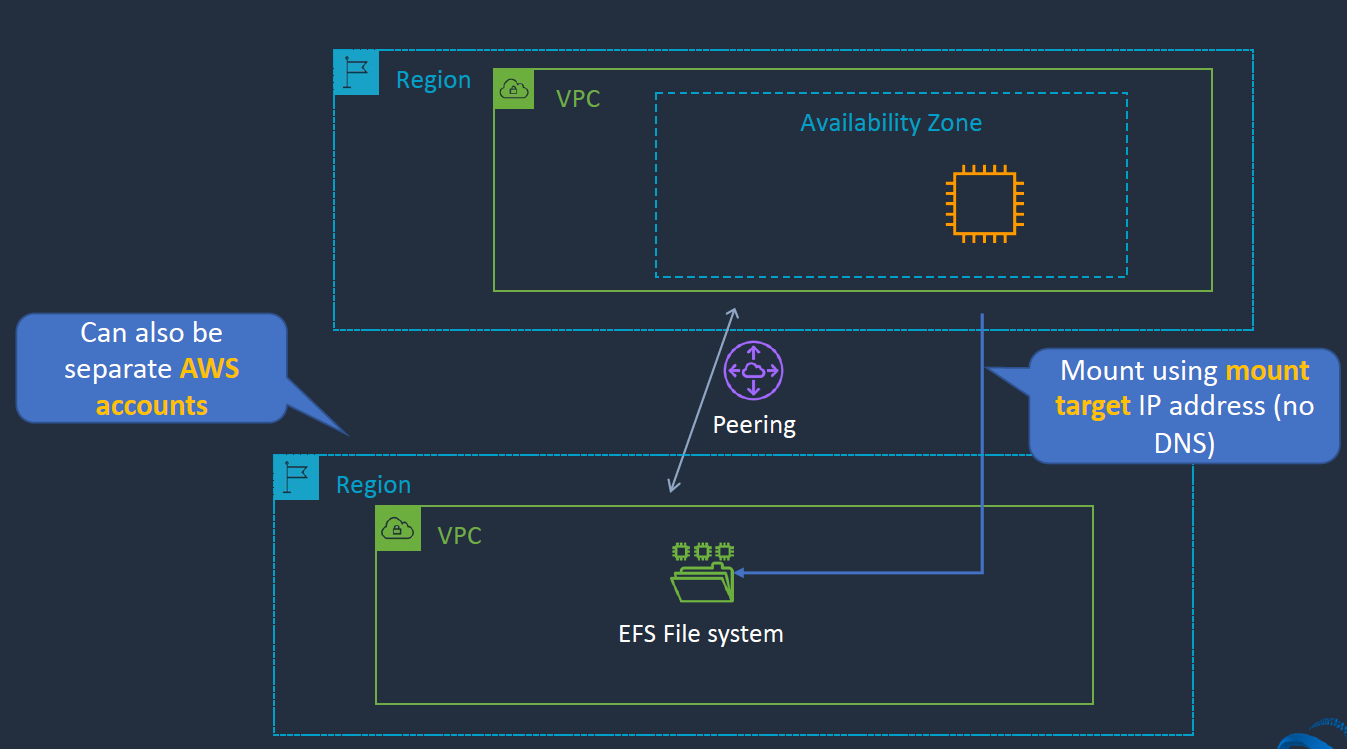 Region
VPC
Availability Zone
Can also be
separate AWS
accounts
Peering
Mount using mount
target IP address (no
DNS)
Region
VPC
EFS File system